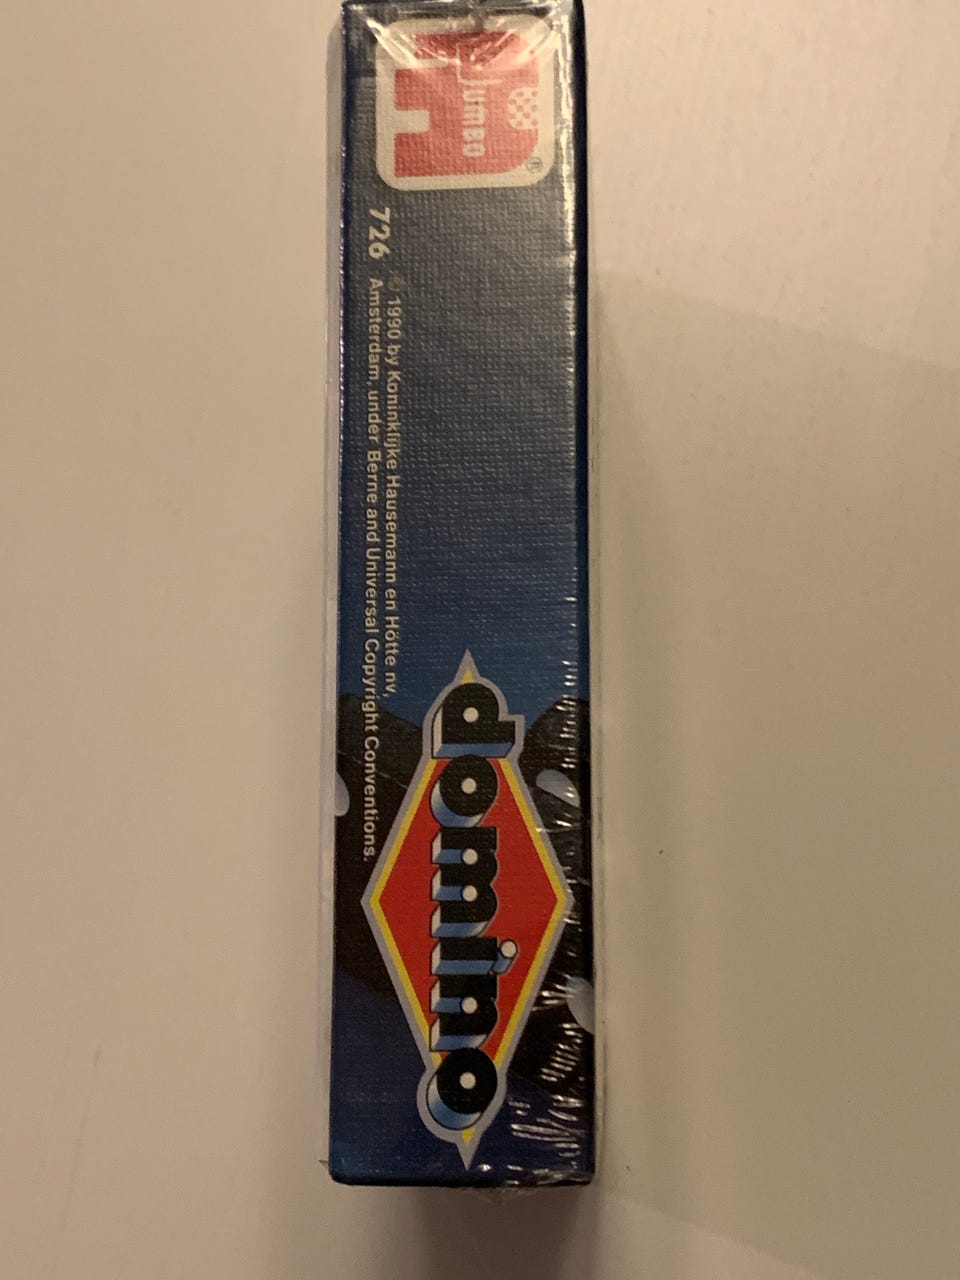 Jumbo
®
726
© 1990 by Koninklijke Hausemann en Hötte nv,
Amsterdam, under Berne and Universal Copyright Conventions.
domino